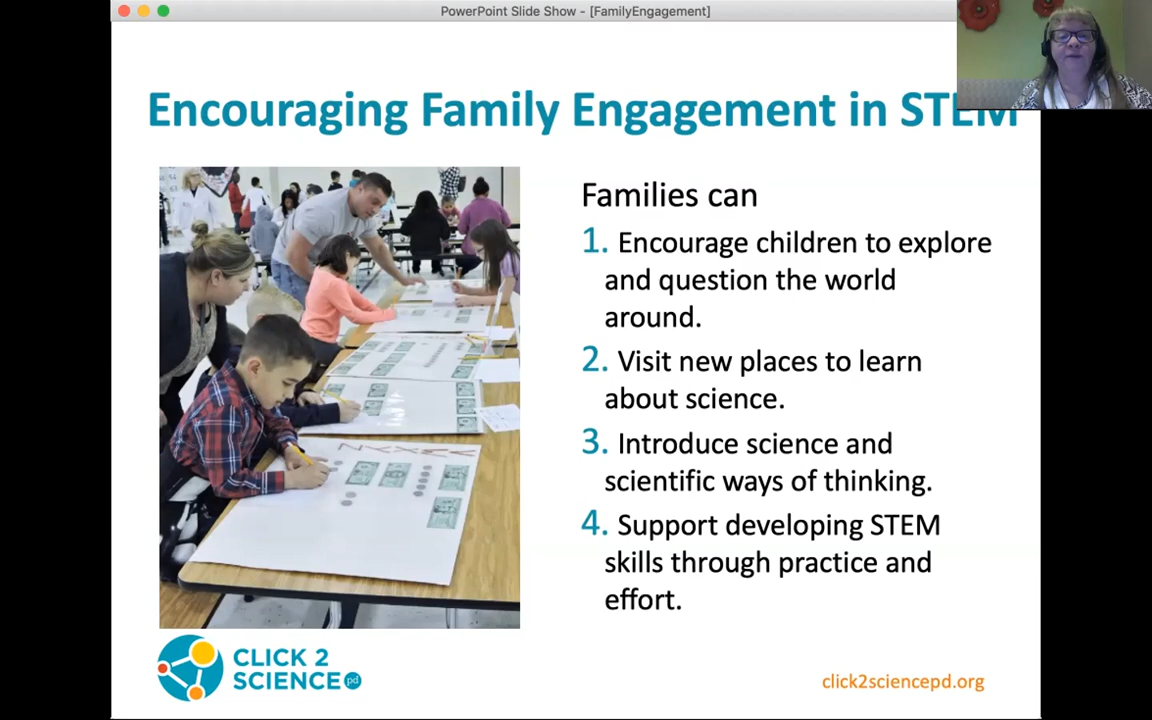 PowerPoint Slide Show - [FamilyEngagement]
Encouraging Family Engagement in STEM
Families can
1. Encourage children to explore
and question the world
around.
2. Visit new places to learn
about science.
3. Introduce science and
scientific ways of thinking.
4. Support developing STEM
skills through practice and
effort.
CLICK 2
SCIENCE pd
click2sciencepd.org